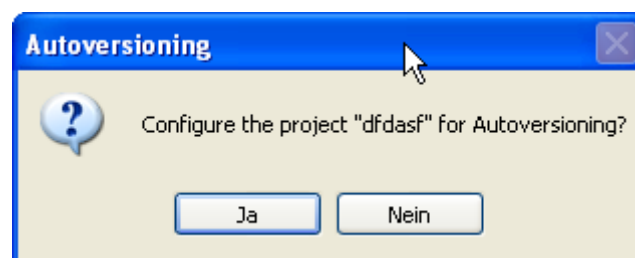 Autoversioning
Configure the project "dfdasf" for Autoversioning?
Ja
Nein